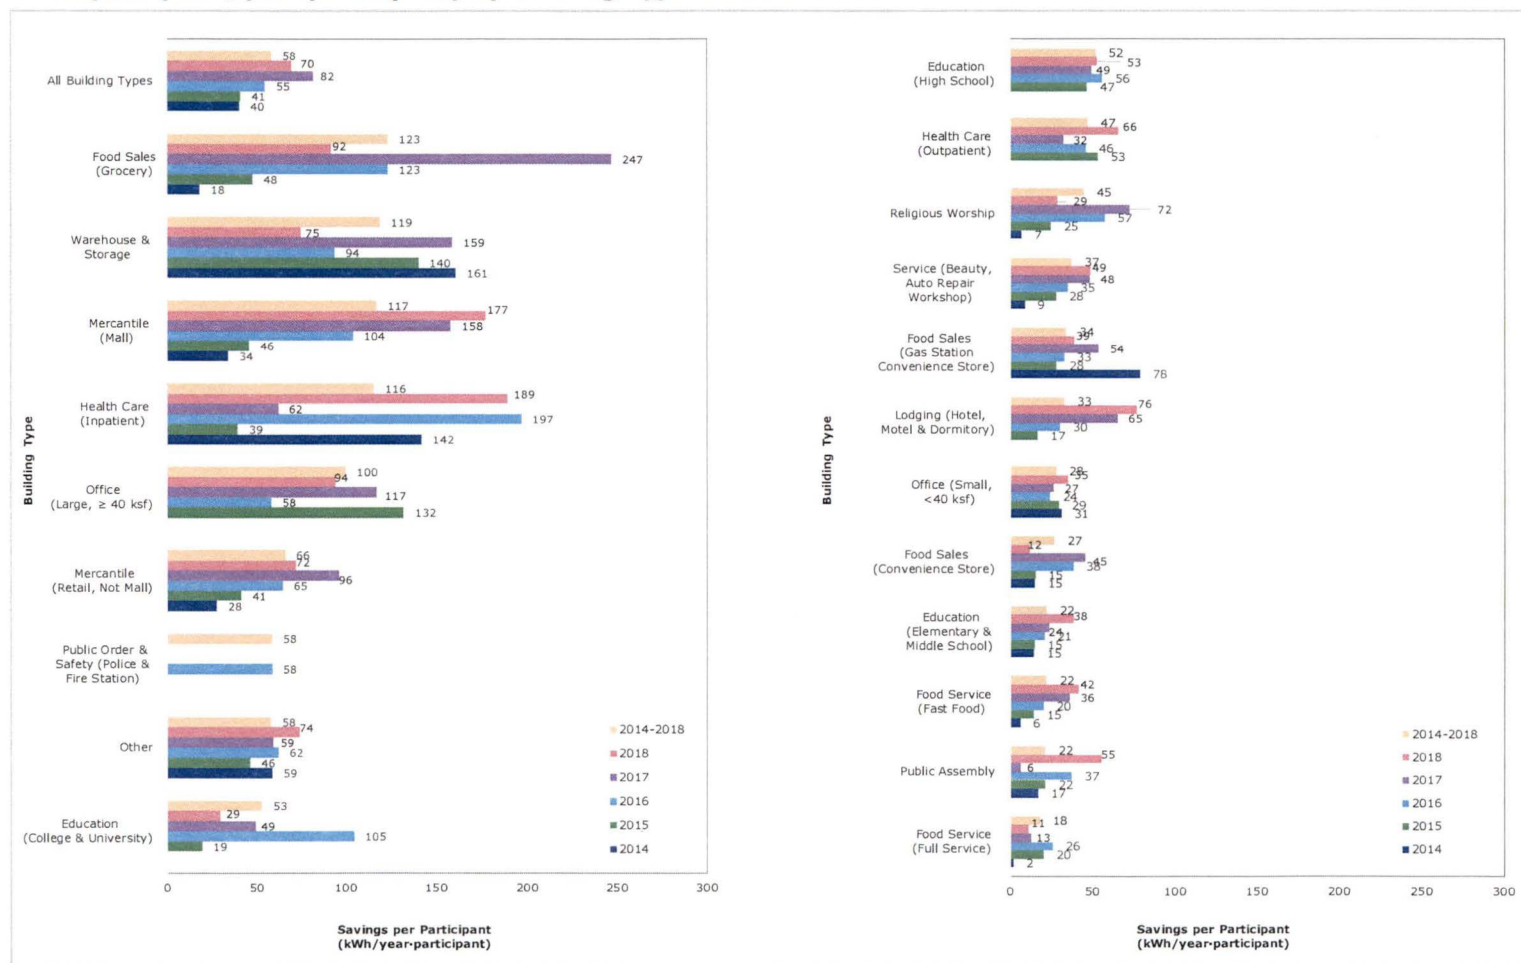 All Building Types
58
70
82
55
41
40
Food Sales
(Grocery)
123
92
247
123
48
18
Warehouse &
Storage
119
75
159
94
140
161
Mercantile
(Mall)
117
177
158
104
46
34
Health Care
(Inpatient)
116
189
62
197
39
142
Office
(Large, ≥ 40 ksf)
100
94
117
58
132
Mercantile
(Retail, Not Mall)
66
72
96
65
41
28
Public Order &
Safety (Police &
Fire Station)
58
58
Other
58
74
59
62
46
59
Education
(College & University)
53
29
49
105
19
Building Type
2014-2018
2018
2017
2016
2015
2014
0 50 100 150 200 250 300
Savings per Participant
(kWh/year-participant)
Education
(High School)
52
53
49
56
47
Health Care
(Outpatient)
47
66
32
46
53
Religious Worship
45
29
72
57
25
7
Service (Beauty,
Auto Repair
Workshop)
37
49
48
35
28
9
Food Sales
(Gas Station
Convenience Store)
34
39
54
33
28
78
Lodging (Hotel,
Motel & Dormitory)
33
76
65
30
17
Office (Small,
<40 ksf)
28
35
27
24
29
31
Food Sales
(Convenience Store)
27
12
45
38
15
15
Education
(Elementary &
Middle School)
22
38
24
21
15
15
Food Service
(Fast Food)
22
42
36
20
15
6
Public Assembly
22
55
6
37
22
17
Food Service
(Full Service)
18
11
13
26
20
2
Building Type
2014-2018
2018
2017
2016
2015
2014
0 50 100 150 200 250 300
Savings per Participant
(kWh/year-participant)